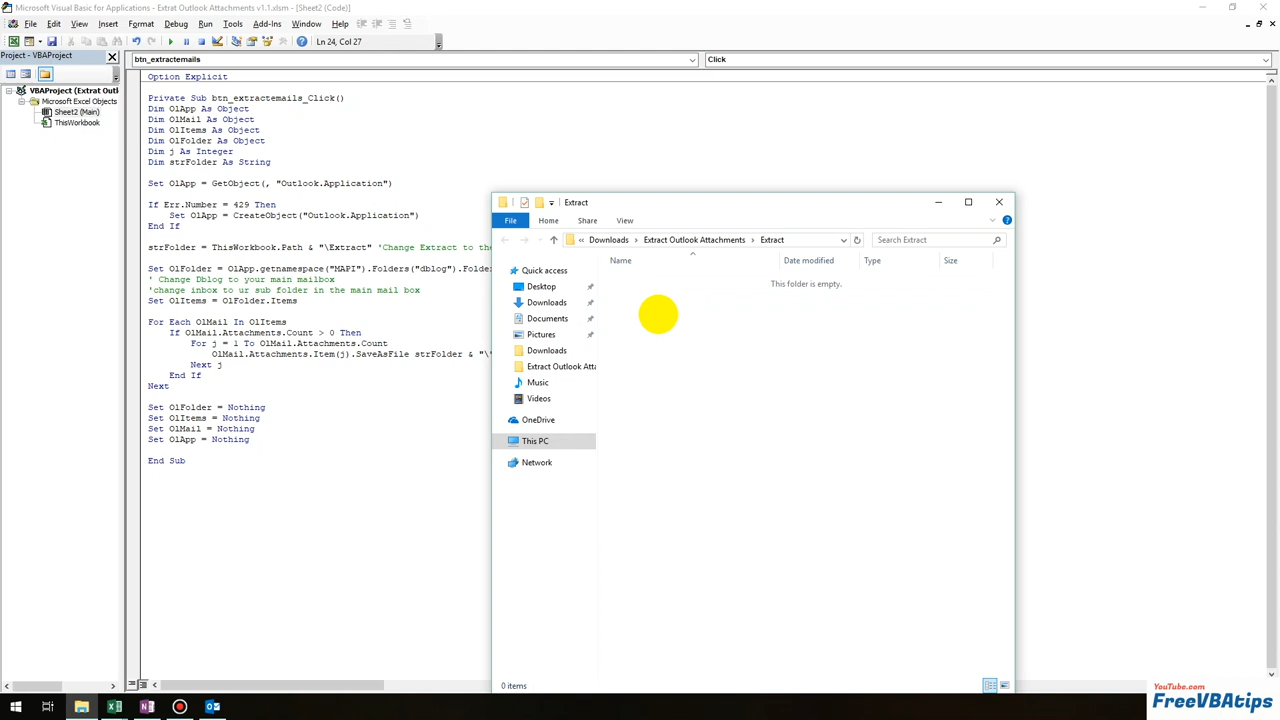 Microsoft Visual Basic for Applications - Extrat Outlook Attachments v1.1.xlsm - [Sheet2 (Code)]
File Edit View Insert Format Debug Run Tools Add-Ins Window Help
Ln 24, Col 27
Project - VBAProject
VBAProject (Extrat Outl
Microsoft Excel Objects
Sheet2 (Main)
ThisWorkbook
btn_extractemails
Click
Option Explicit
Private Sub btn_extractemails_Click()
Dim OlApp As Object
Dim OlMail As Object
Dim OlItems As Object
Dim OlFolder As Object
Dim j As Integer
Dim strFolder As String
Set OlApp = GetObject(, "Outlook.Application")
If Err.Number = 429 Then
Set OlApp = CreateObject("Outlook.Application")
End If
strFolder = ThisWorkbook.Path & "\Extract" 'Change Extract to the
Set OlFolder = OlApp.getnamespace("MAPI").Folders("dblog").Folder
' Change Dblog to your main mailbox
'change inbox to ur sub folder in the main mail box
Set OlItems = OlFolder.Items
For Each OlMail In OlItems
If OlMail.Attachments.Count > 0 Then
For j = 1 To OlMail.Attachments.Count
OlMail.Attachments.Item(j).SaveAsFile strFolder & "\"
Next j
End If
Next
Set OlFolder = Nothing
Set OlItems = Nothing
Set OlMail = Nothing
Set OlApp = Nothing
End Sub
Extract
File Home Share View
« Downloads › Extract Outlook Attachments › Extract
Search Extract
Name Date modified Type Size
This folder is empty.
Quick access
Desktop
Downloads
Documents
Pictures
Downloads
Extract Outlook Atta
Music
Videos
OneDrive
This PC
Network
0 items
YouTube.com
FreeVBAtips